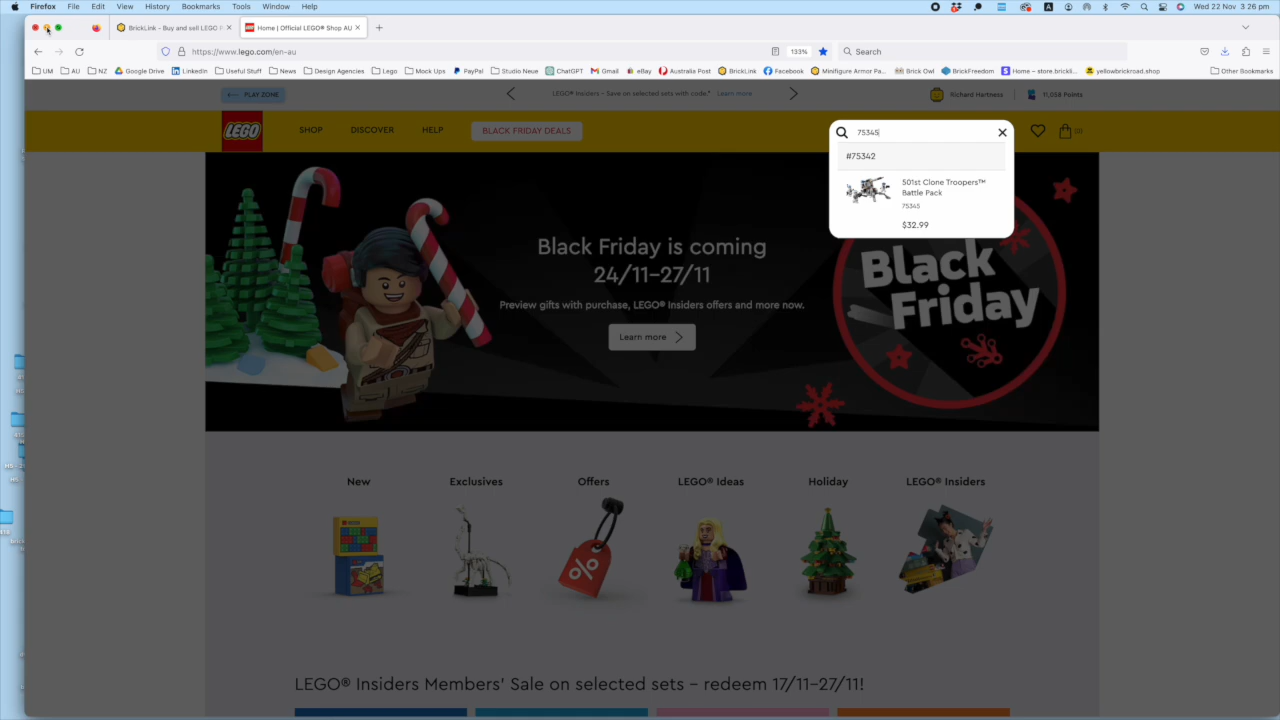 Firefox File Edit View History Bookmarks Tools Window Help
Wed 22 Nov 3:26 pm
BrickLink - Buy and sell LEGO P
Home | Official LEGO® Shop AU
https://www.lego.com/en-au
133%
Search
UM AU NZ Google Drive LinkedIn Useful Stuff News Design Agencies Lego Mock Ups PayPal Studio Neue ChatGPT Gmail eBay Australia Post BrickLink Facebook Minifigure Armor Pa... Brick Owl BrickFreedom Home – store.brickli... yellowbrickroad.shop Other Bookmarks
PLAY ZONE
LEGO® Insiders – Save on selected sets with code.* Learn more
Richard Hartness
11,058 Points
LEGO
SHOP DISCOVER HELP BLACK FRIDAY DEALS
75345
(0)
#75342
501st Clone Troopers™
Battle Pack
75345
$32.99
Black Friday is coming
24/11–27/11
Preview gifts with purchase, LEGO® Insiders offers and more now.
Learn more
Black
Friday
New Exclusives Offers LEGO® Ideas Holiday LEGO® Insiders
%
LEGO® Insiders Members' Sale on selected sets – redeem 17/11–27/11!